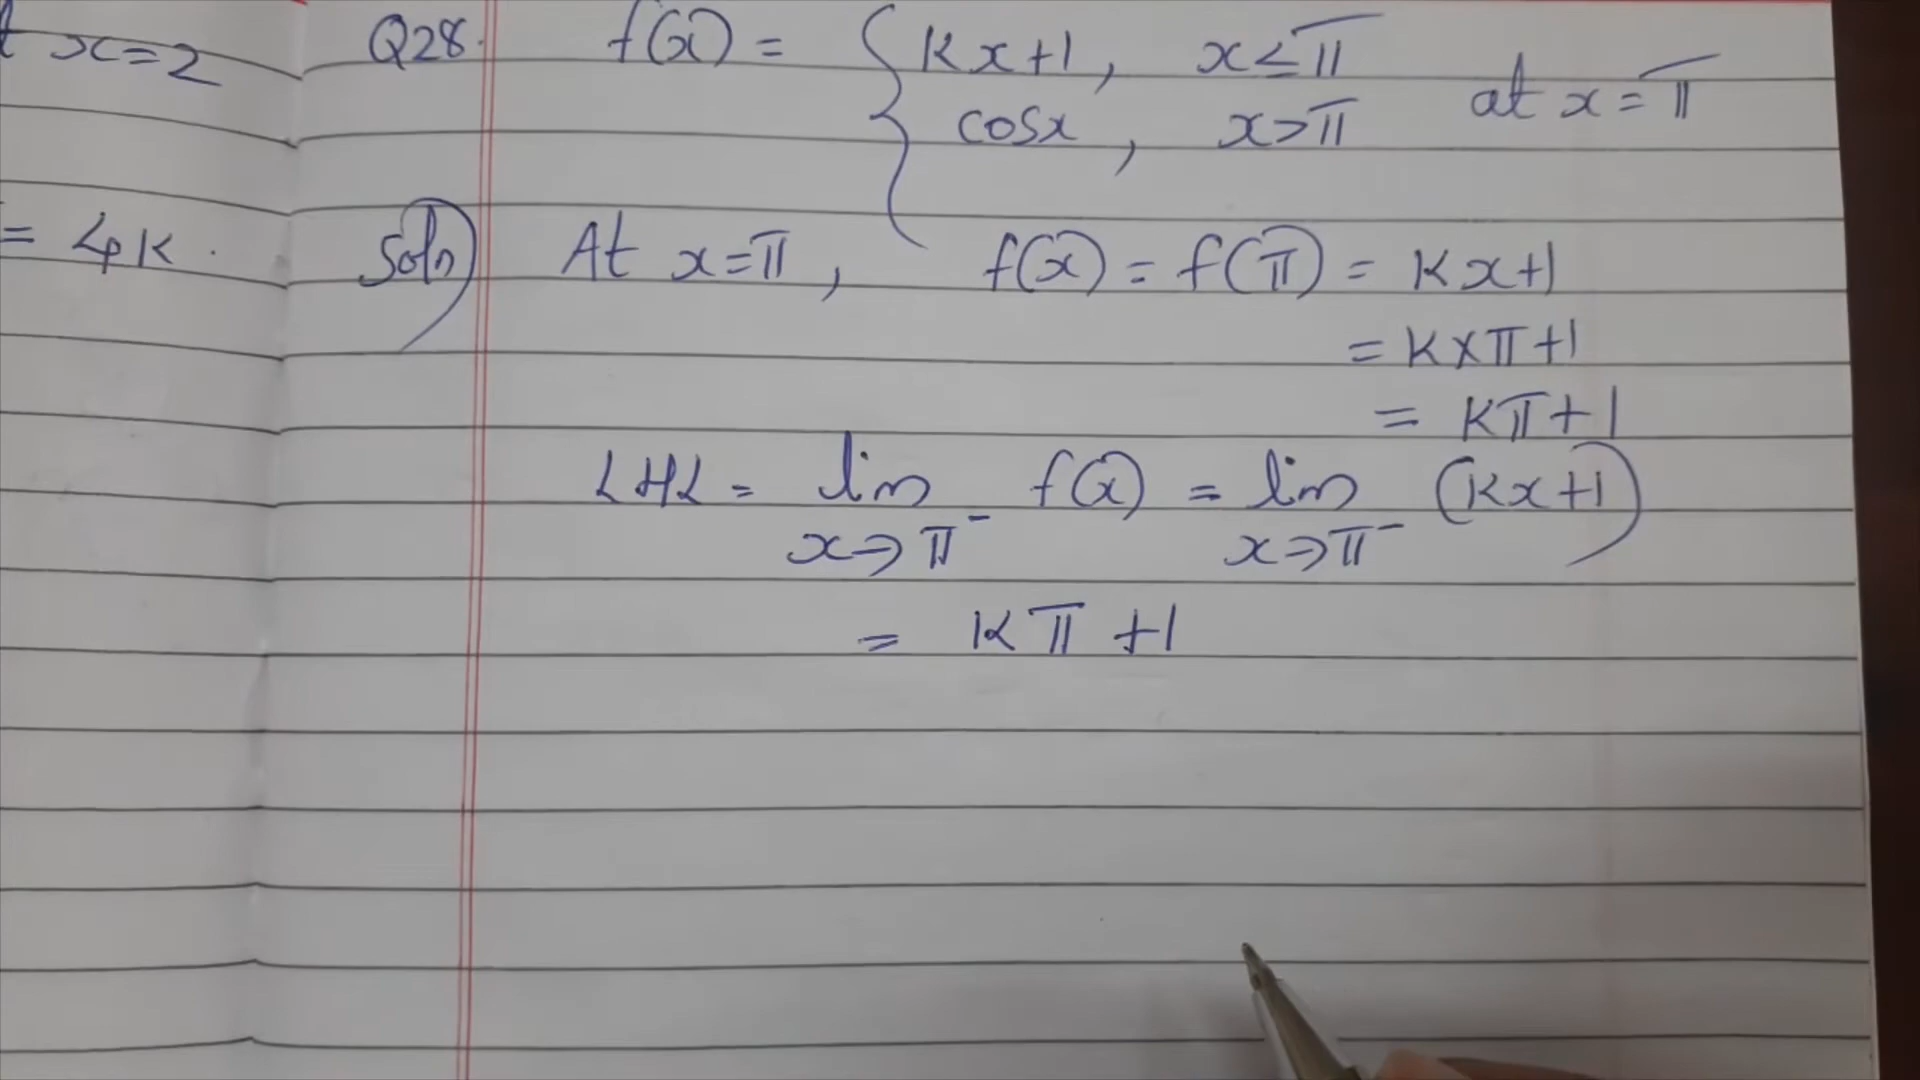 t x=2
= 4k.
Q28. f(x) = { kx+1, x≤π
cosx, x>π at x=π
Soln) At x=π, f(x) = f(π) = kx+1
= k×π+1
= kπ+1
LHL = lim f(x) = lim (kx+1)
x→π⁻ x→π⁻
= kπ+1